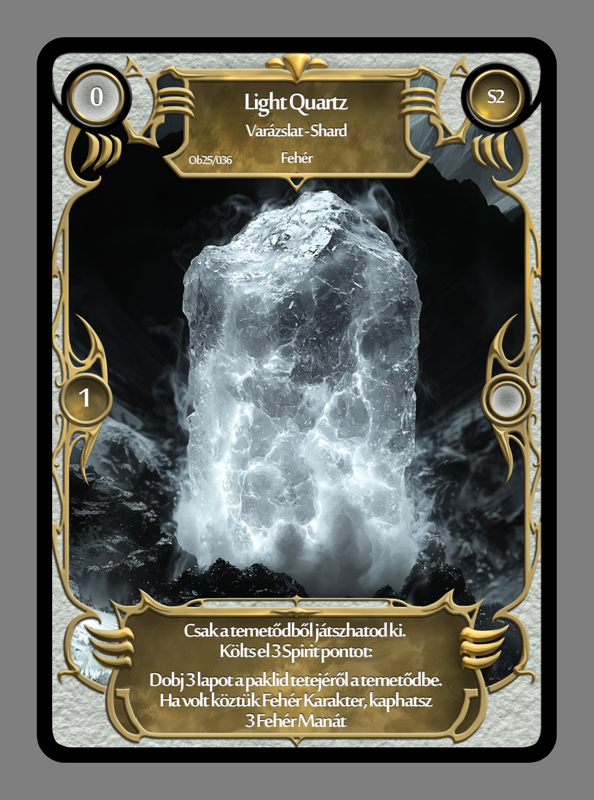 0
Light Quartz
S2
Varázslat - Shard
Ob25/036
Fehér
1
Csak a temetődből játszhatod ki.
Költs el 3 Spirit pontot:
Dobj 3 lapot a paklid tetejéről a temetődbe.
Ha volt köztük Fehér Karakter, kaphatsz
3 Fehér Manát